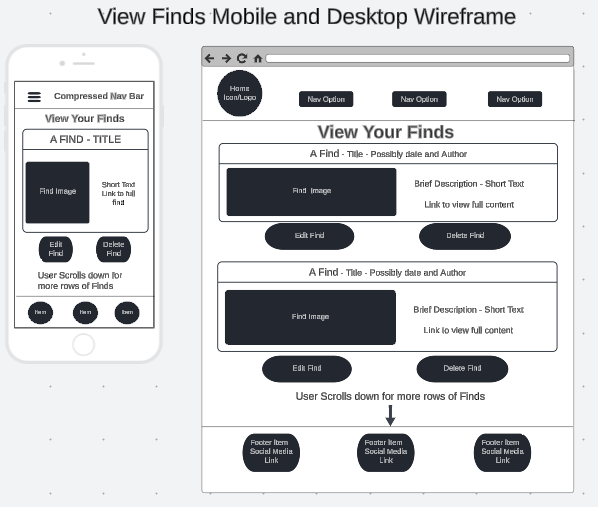 View Finds Mobile and Desktop Wireframe
Compressed Nav Bar
View Your Finds
A FIND - TITLE
Find Image
Short Text
Link to full
find
Edit
Find
Delete
Find
User Scrolls down for
more rows of Finds
Item
Item
Item
Home
Icon/Logo
Nav Option
Nav Option
Nav Option
View Your Finds
A Find - Title - Possibly date and Author
Find Image
Brief Description - Short Text
Link to view full content
Edit Find
Delete Find
A Find - Title - Possibly date and Author
Find Image
Brief Description - Short Text
Link to view full content
Edit Find
Delete Find
User Scrolls down for more rows of Finds
Footer Item
Social Media
Link
Footer Item
Social Media
Link
Footer Item
Social Media
Link